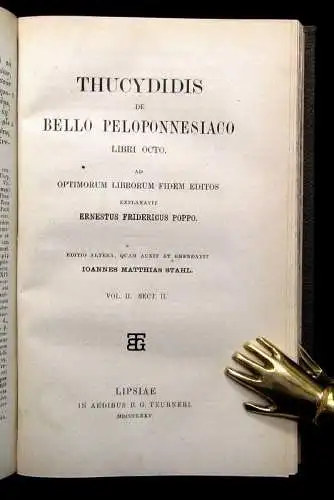 THUCYDIDIS
DE
BELLO PELOPONNESIACO
LIBRI OCTO.
AD
OPTIMORUM LIBRORUM FIDEM EDITOS
EXPLANAVIT
ERNESTUS FRIDERICUS POPPO.
EDITIO ALTERA, QUAM AUXIT ET EMENDAVIT
IOANNES MATTHIAS STAHL.
VOL. II. SECT. II.
LIPSIAE
IN AEDIBUS B. G. TEUBNERI.